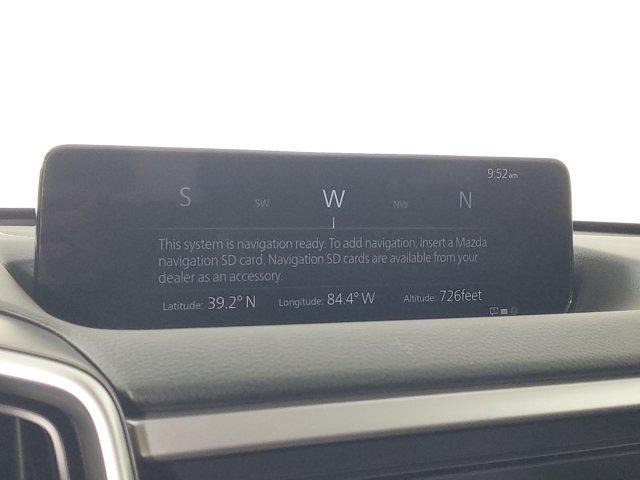 9:52 am
S SW W NW N
This system is navigation ready. To add navigation, insert a Mazda
navigation SD card. Navigation SD cards are available from your
dealer as an accessory.
Latitude: 39.2° N Longitude: 84.4° W Altitude: 726feet